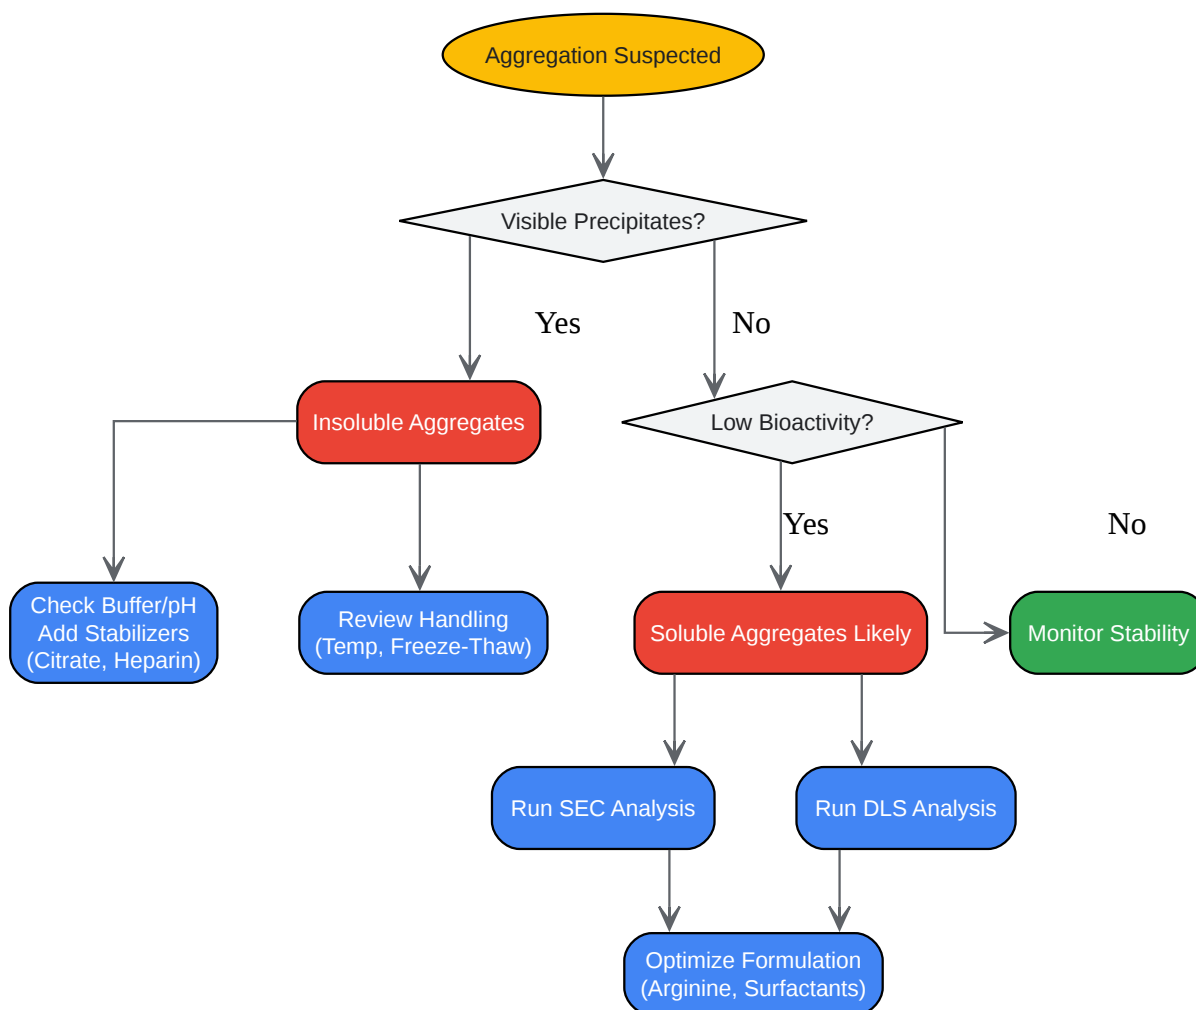 Aggregation Suspected
Visible Precipitates?
Yes
No
Insoluble Aggregates
Low Bioactivity?
Yes
No
Check Buffer/pH
Add Stabilizers
(Citrate, Heparin)
Review Handling
(Temp, Freeze-Thaw)
Soluble Aggregates Likely
Monitor Stability
Run SEC Analysis
Run DLS Analysis
Optimize Formulation
(Arginine, Surfactants)